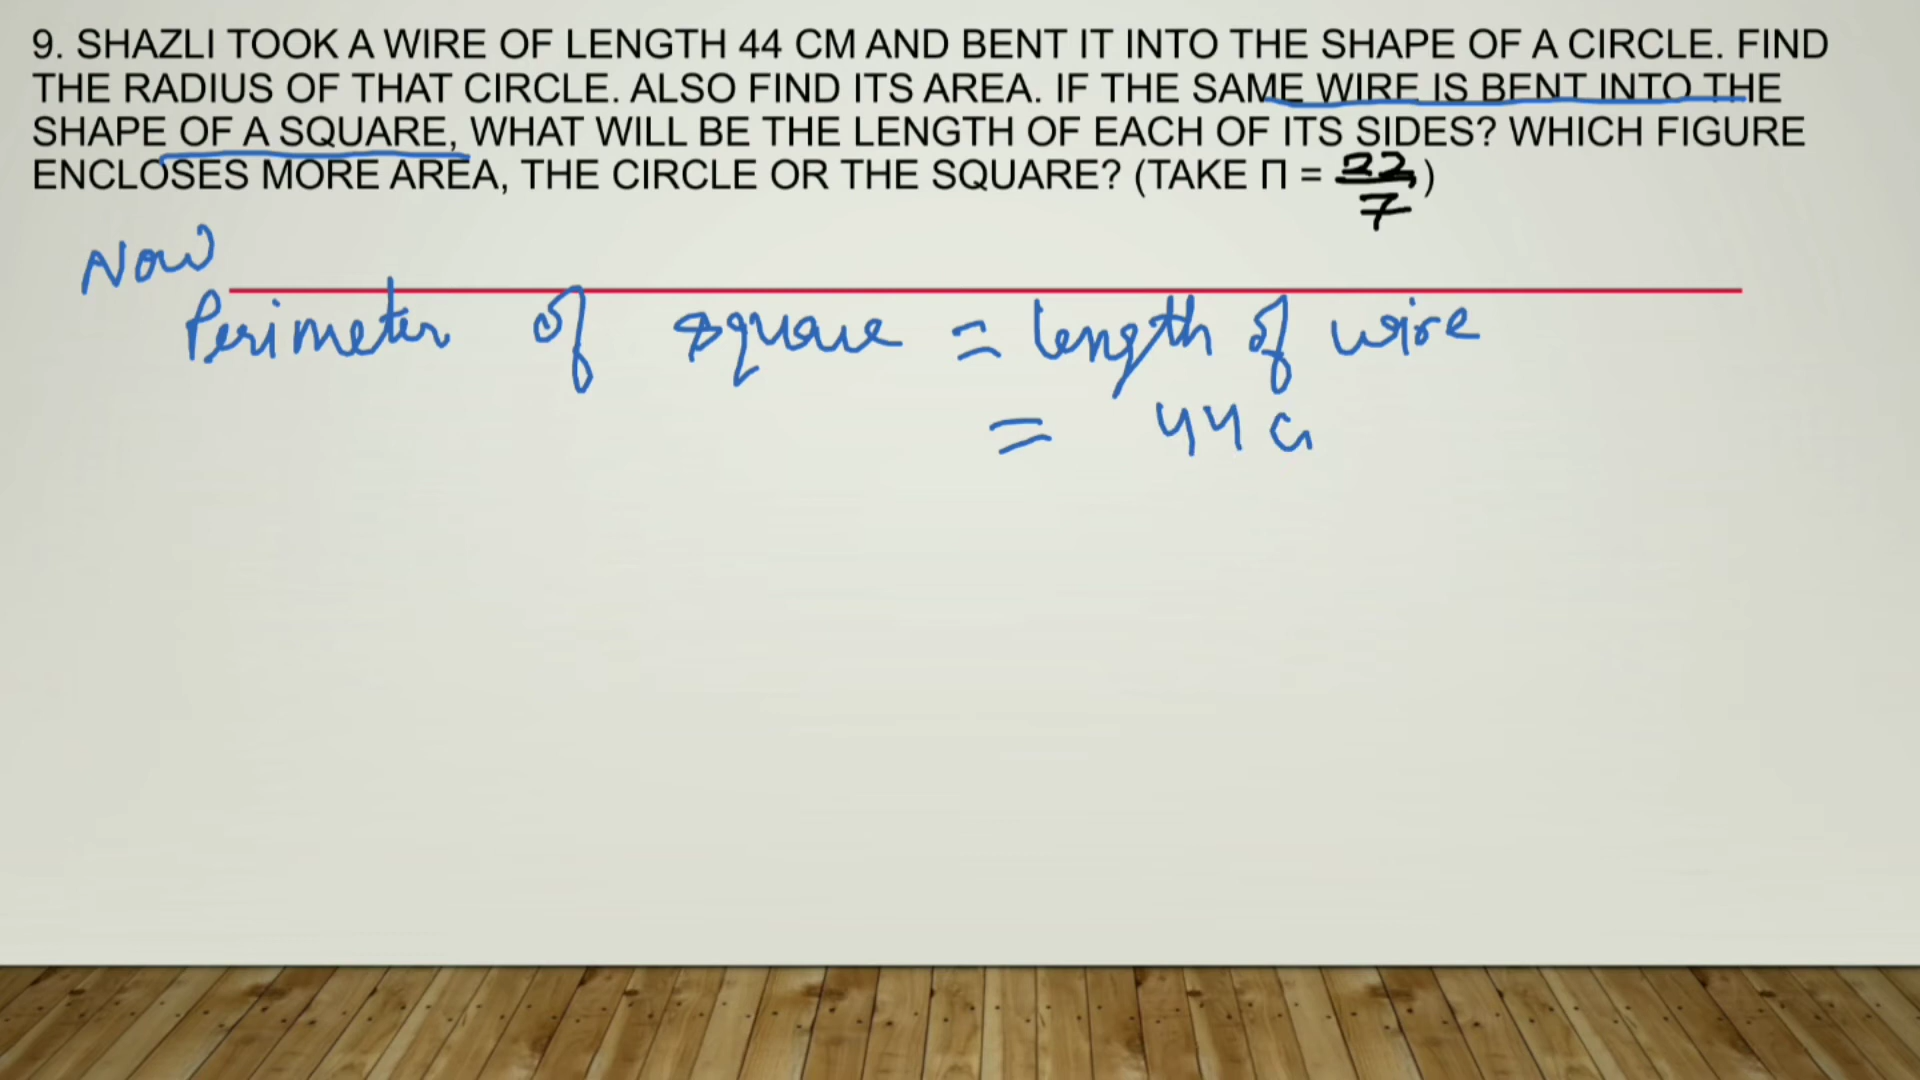 9. SHAZLI TOOK A WIRE OF LENGTH 44 CM AND BENT IT INTO THE SHAPE OF A CIRCLE. FIND
THE RADIUS OF THAT CIRCLE. ALSO FIND ITS AREA. IF THE SAME WIRE IS BENT INTO THE
SHAPE OF A SQUARE, WHAT WILL BE THE LENGTH OF EACH OF ITS SIDES? WHICH FIGURE
ENCLOSES MORE AREA, THE CIRCLE OR THE SQUARE? (TAKE Π = 22/7)
Now
Perimeter of square = length of wire
= 44 c